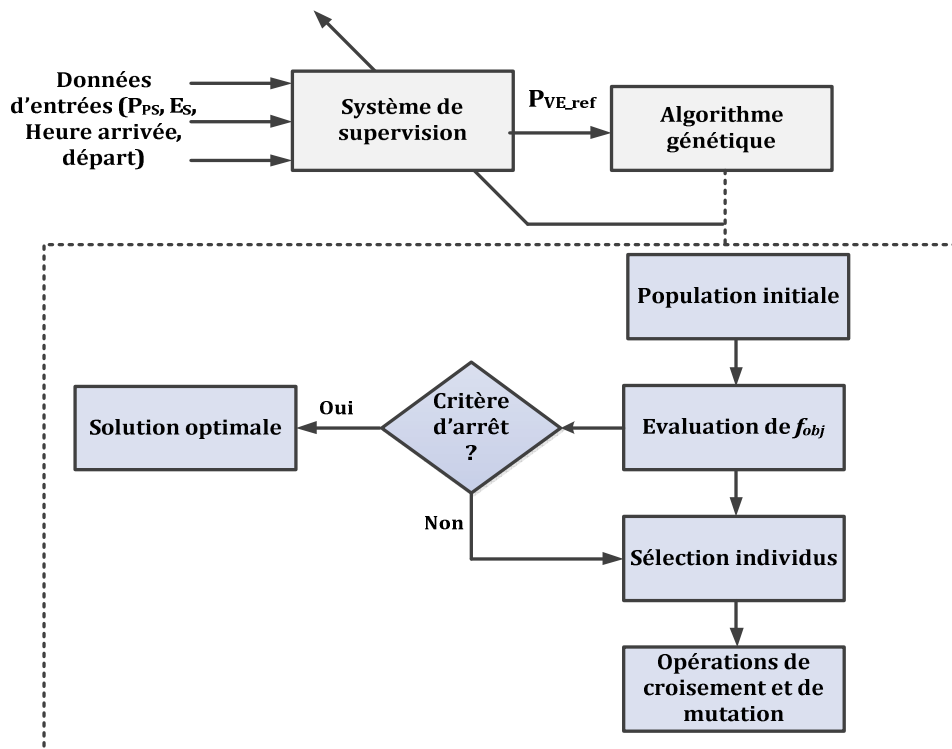 Données
d'entrées (PPS, ES,
Heure arrivée,
départ)
Système de
supervision
PVE_ref
Algorithme
génétique
Population initiale
Critère
d'arrêt
?
Oui
Solution optimale
Evaluation de fobj
Non
Sélection individus
Opérations de
croisement et de
mutation